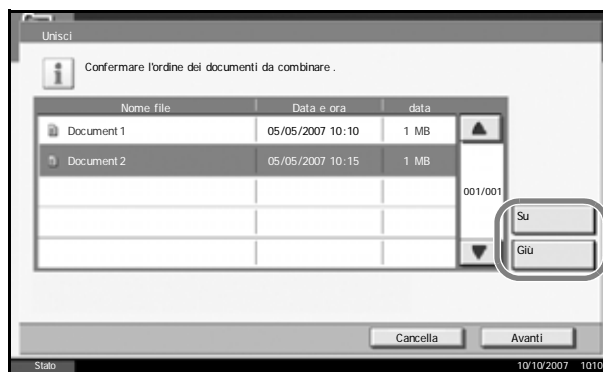 Unisci
Confermare l'ordine dei documenti da combinare .
Nome file Data e ora data
Document 1 05/05/2007 10:10 1 MB
Document 2 05/05/2007 10:15 1 MB
001/001
Su
Giù
Cancella Avanti
Stato 10/10/2007 10:10